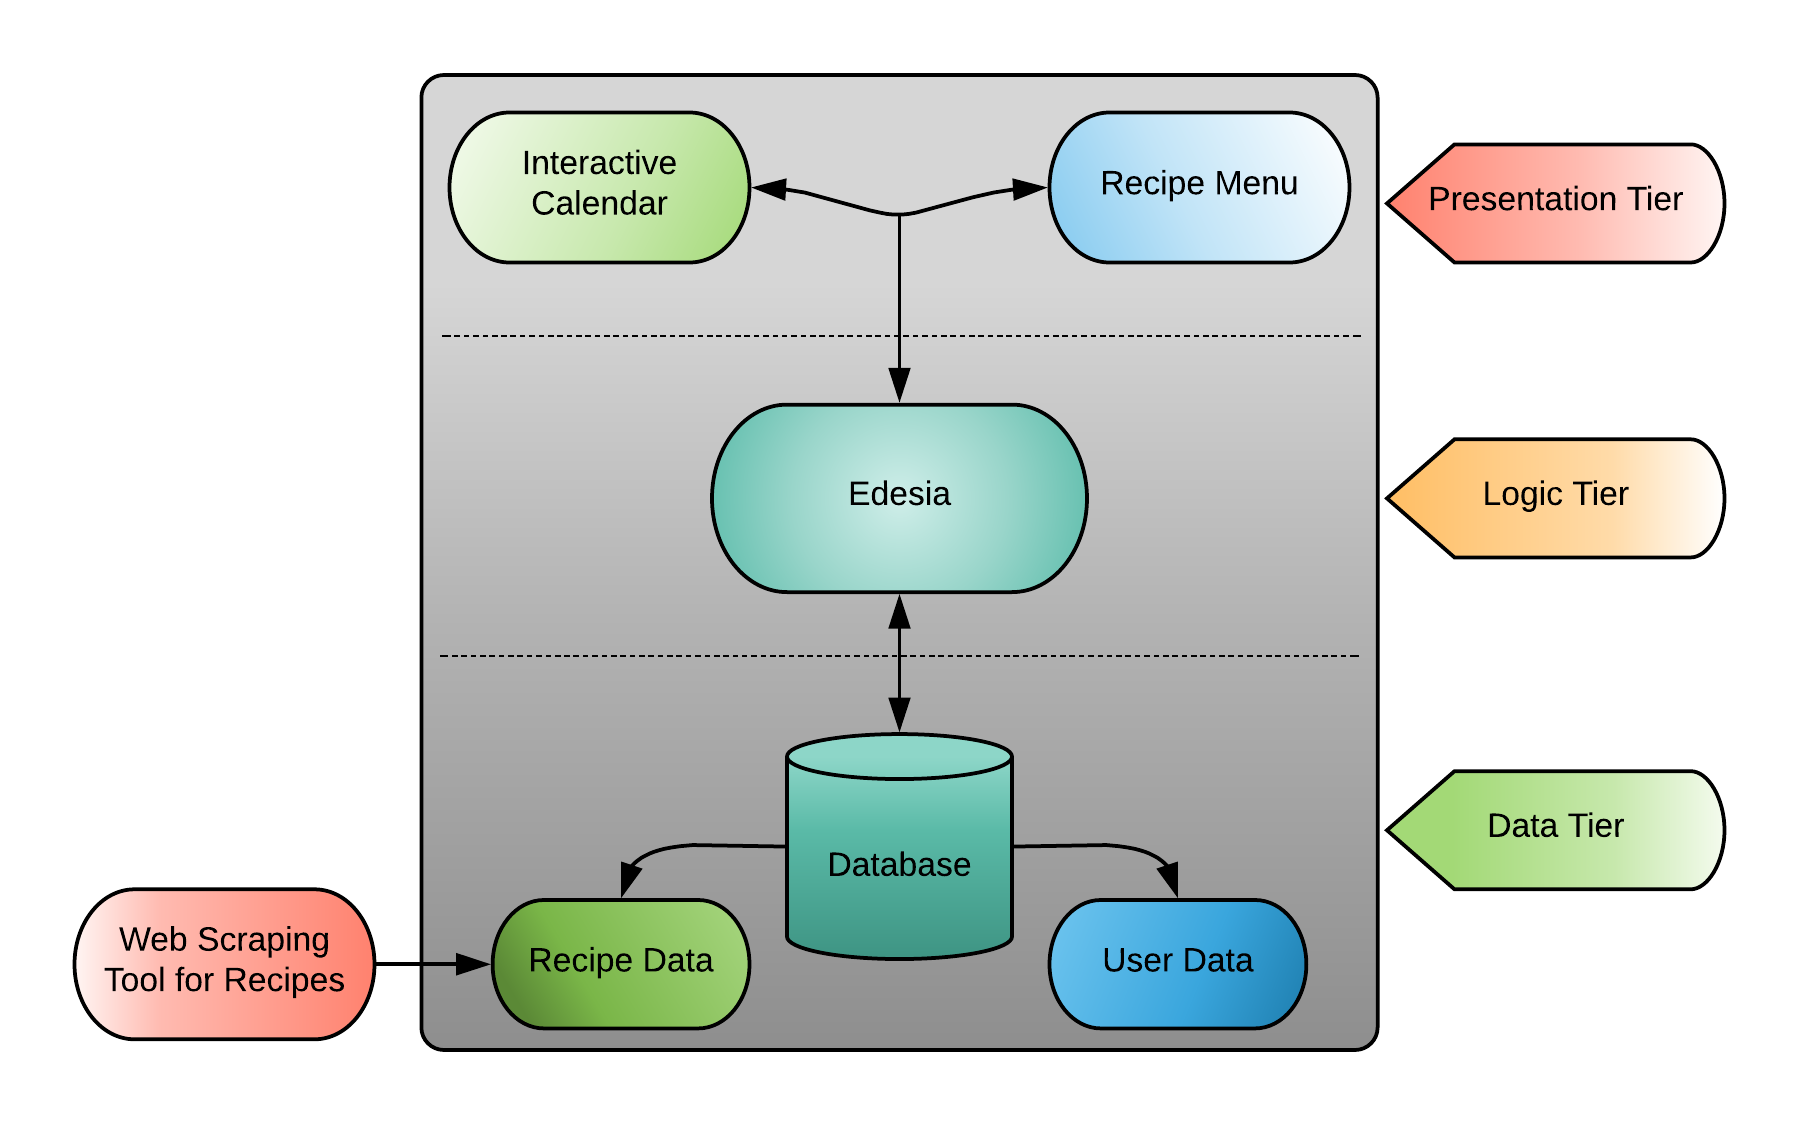 Interactive
Calendar
Recipe Menu
Presentation Tier
Edesia
Logic Tier
Database
Data Tier
Web Scraping
Tool for Recipes
Recipe Data
User Data